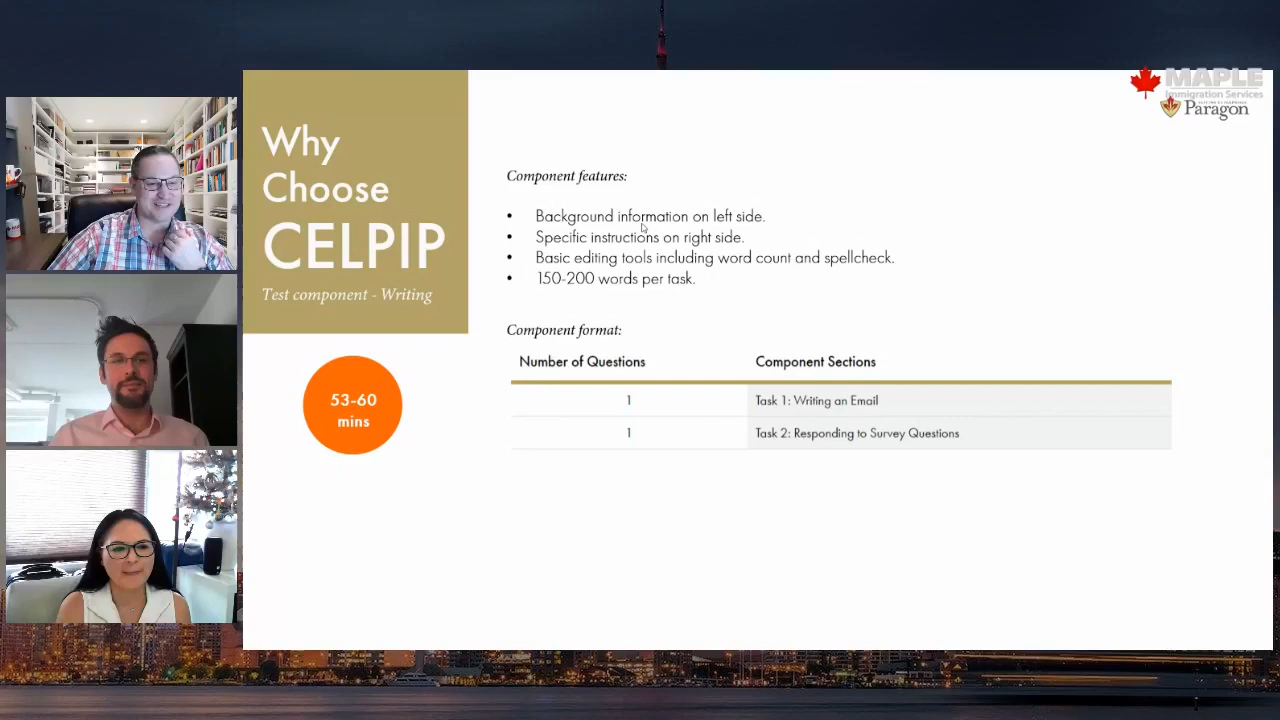 MAPLE
Immigration Services
Paragon
Why
Choose
CELPIP
Test component - Writing
53-60
mins
Component features:
• Background information on left side.
• Specific instructions on right side.
• Basic editing tools including word count and spellcheck.
• 150-200 words per task.
Component format:
Number of Questions Component Sections
1 Task 1: Writing an Email
1 Task 2: Responding to Survey Questions